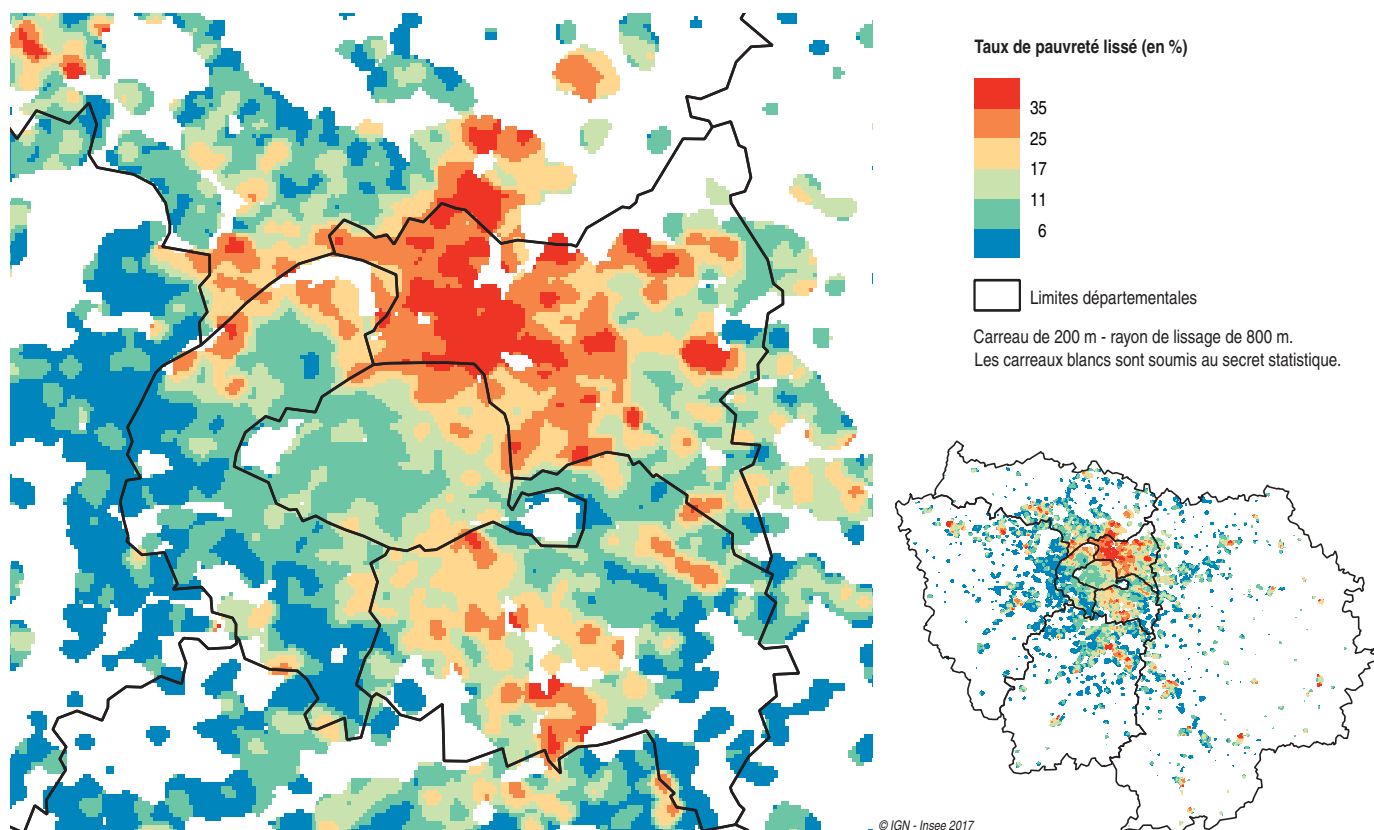 Taux de pauvreté lissé (en %)
35
25
17
11
6
Limites départementales
Carreau de 200 m - rayon de lissage de 800 m.
Les carreaux blancs sont soumis au secret statistique.
© IGN - Insee 2017